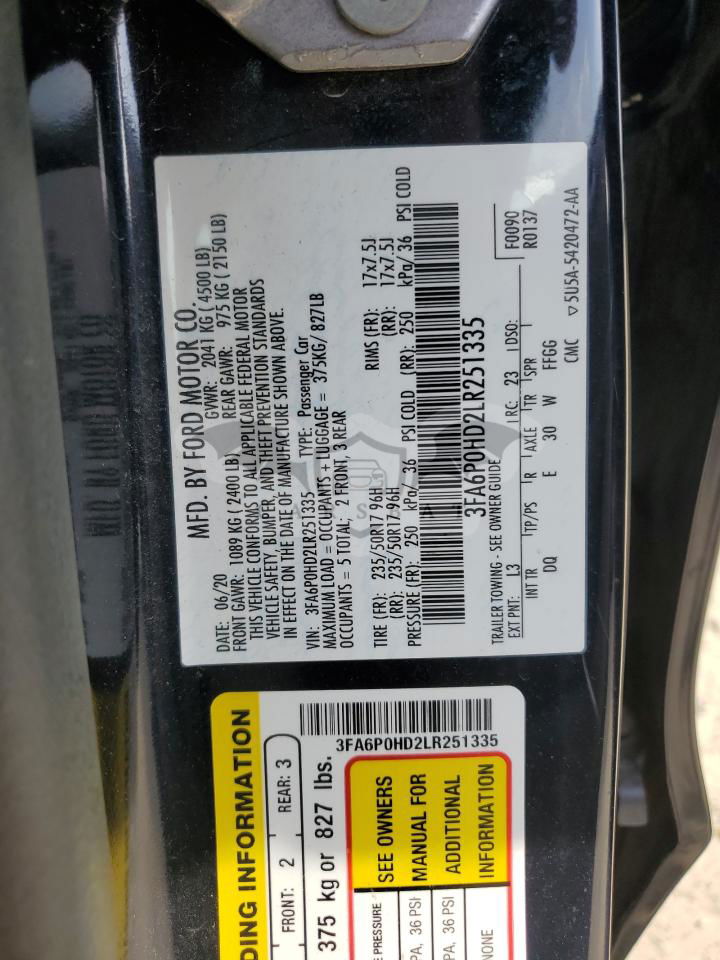 MFD. BY FORD MOTOR CO.
DATE: 06/20 GVWR: 2041 KG ( 4500 LB)
FRONT GAWR: 1089 KG ( 2400 LB) REAR GAWR: 975 KG ( 2150 LB)
THIS VEHICLE CONFORMS TO ALL APPLICABLE FEDERAL MOTOR
VEHICLE SAFETY, BUMPER, AND THEFT PREVENTION STANDARDS
IN EFFECT ON THE DATE OF MANUFACTURE SHOWN ABOVE.
VIN: 3FA6P0HD2LR251335 TYPE: Passenger Car
MAXIMUM LOAD = OCCUPANTS + LUGGAGE = 375KG/ 827LB
OCCUPANTS = 5 TOTAL; 2 FRONT, 3 REAR
TIRE (FR): 235/50R17 96H RIMS (FR): 17x7.5J
(RR): 235/50R17 96H (RR): 17x7.5J
PRESSURE (FR): 250 kPa/ 36 PSI COLD (RR): 250 kPa/ 36 PSI COLD
3FA6P0HD2LR251335
TRAILER TOWING - SEE OWNER GUIDE
F0090
EXT PNT: L3 RC: 23 DSO: R0137
INT TR TP/PS R AXLE TR SPR
DQ E 30 W FFGG
CMC ▽5U5A-5420472-AA
DING INFORMATION
FRONT: 2 REAR: 3
375 kg or 827 lbs.
3FA6P0HD2LR251335
E PRESSURE
PA, 36 PSI
PA, 36 PSI
NONE
SEE OWNERS
MANUAL FOR
ADDITIONAL
INFORMATION